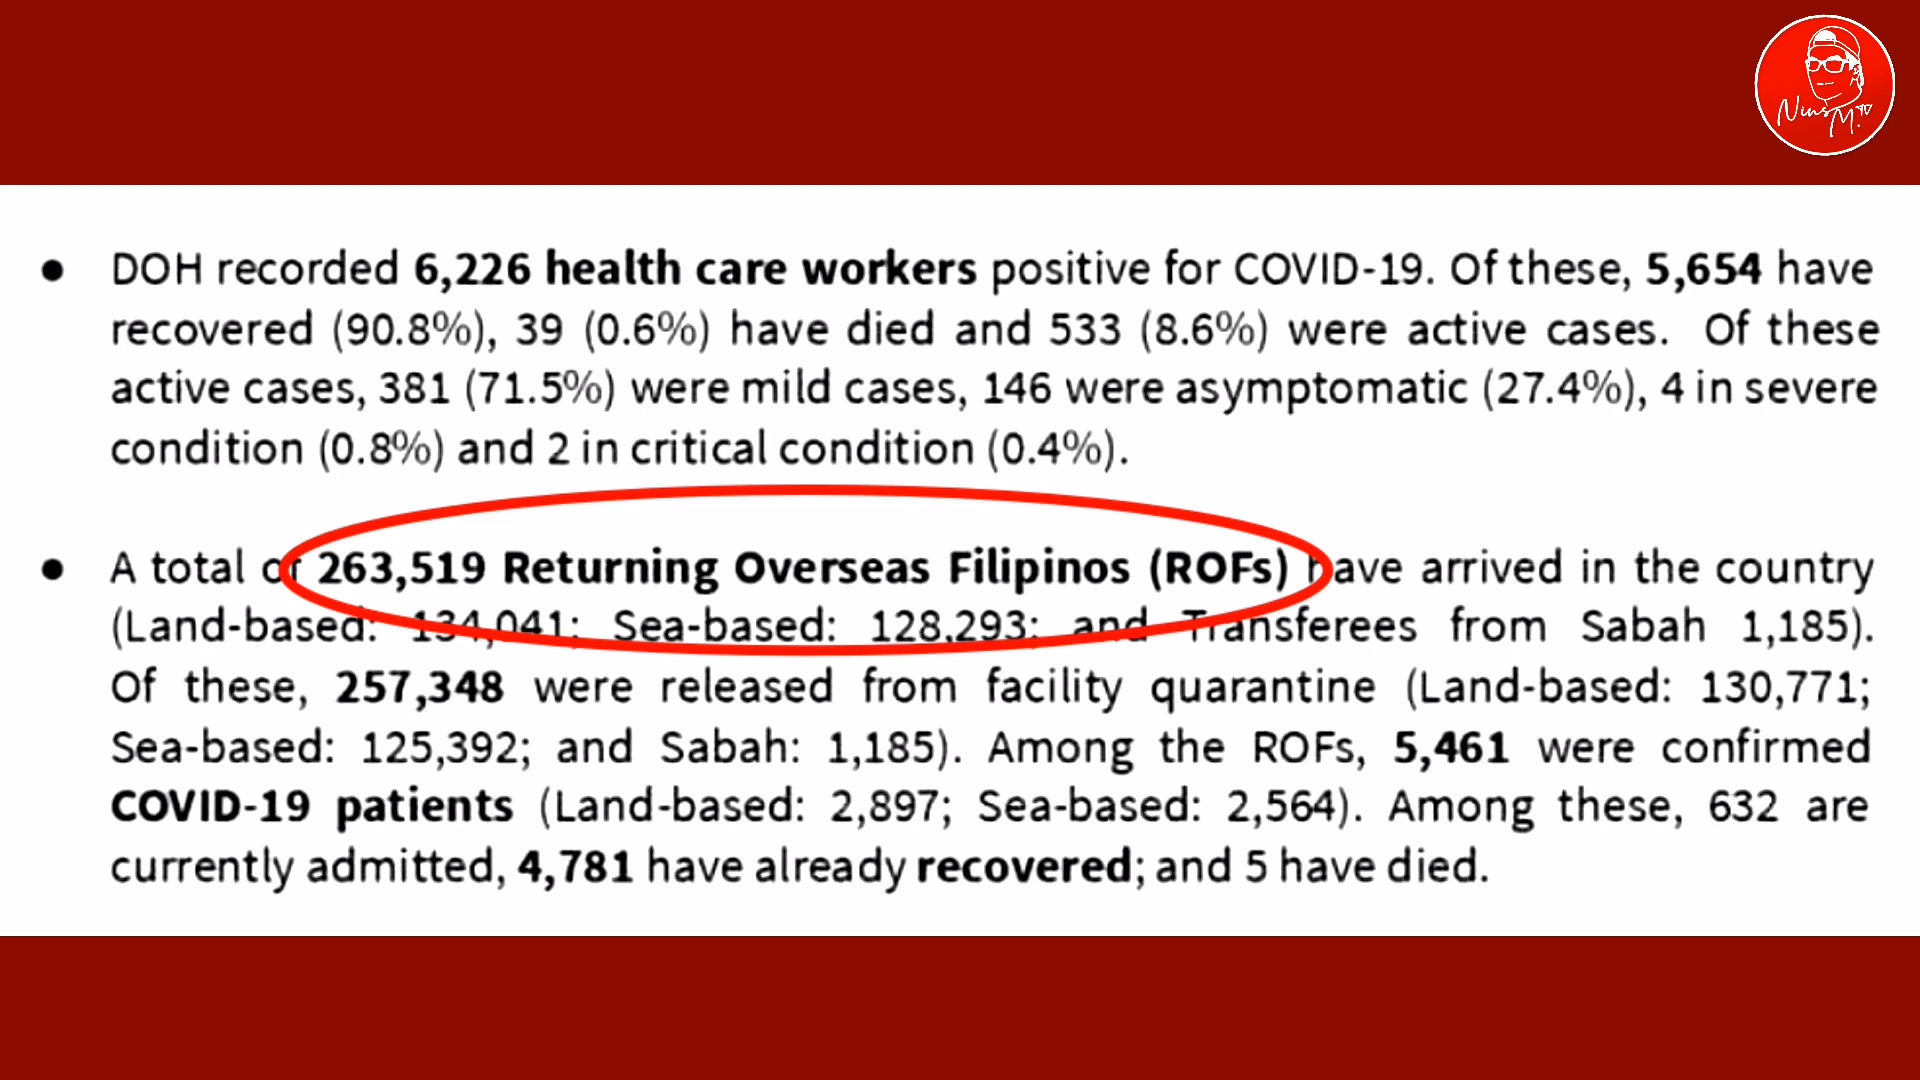 Nins
M. TV
● DOH recorded 6,226 health care workers positive for COVID-19. Of these, 5,654 have
recovered (90.8%), 39 (0.6%) have died and 533 (8.6%) were active cases. Of these
active cases, 381 (71.5%) were mild cases, 146 were asymptomatic (27.4%), 4 in severe
condition (0.8%) and 2 in critical condition (0.4%).
● A total of 263,519 Returning Overseas Filipinos (ROFs) have arrived in the country
(Land-based: 134,041; Sea-based: 128,293; and Transferees from Sabah 1,185).
Of these, 257,348 were released from facility quarantine (Land-based: 130,771;
Sea-based: 125,392; and Sabah: 1,185). Among the ROFs, 5,461 were confirmed
COVID-19 patients (Land-based: 2,897; Sea-based: 2,564). Among these, 632 are
currently admitted, 4,781 have already recovered; and 5 have died.